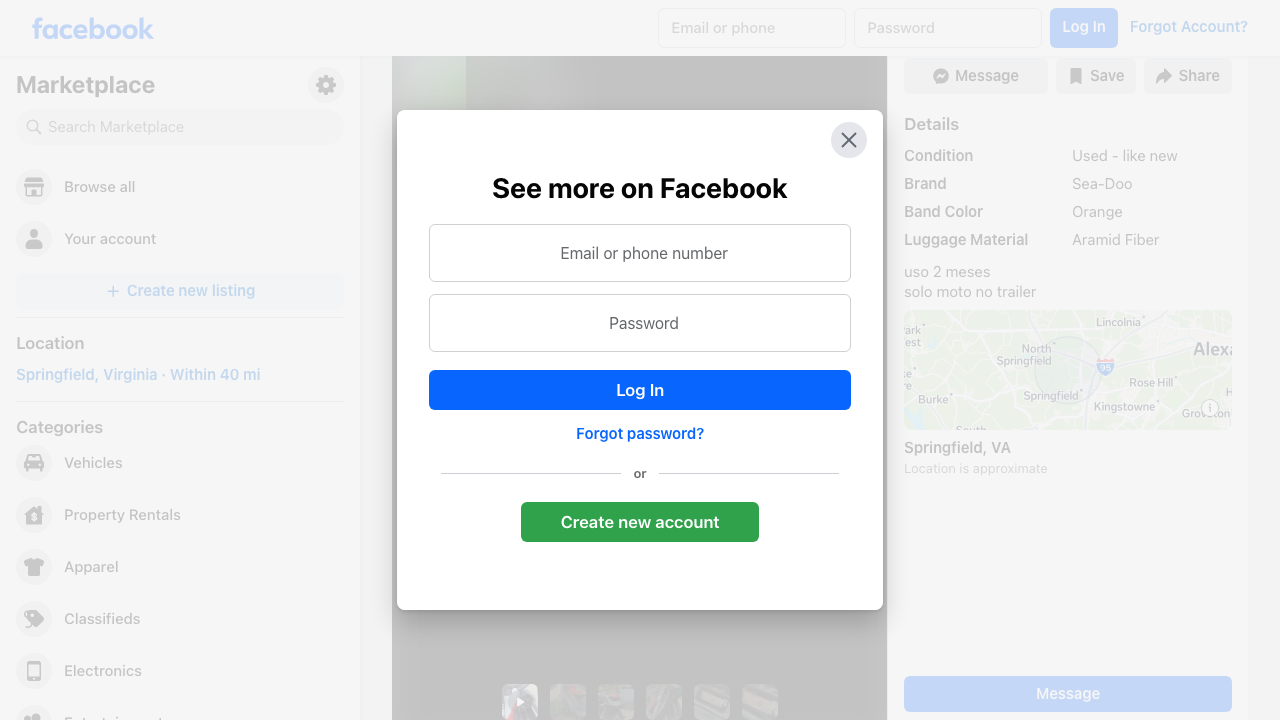 facebook
Email or phone
Password
Log In
Forgot Account?
Marketplace
Search Marketplace
Browse all
Your account
Create new listing
Location
Springfield, Virginia · Within 40 mi
Categories
Vehicles
Property Rentals
Apparel
Classifieds
Electronics
See more on Facebook
Email or phone number
Password
Log In
Forgot password?
or
Create new account
Message
Save
Share
Details
Condition
Used - like new
Brand
Sea-Doo
Band Color
Orange
Luggage Material
Aramid Fiber
uso 2 meses
solo moto no trailer
Lincolnia
North
Springfield
95
Rose Hill
Burke
Springfield
Kingstowne
Springfield, VA
Location is approximate
Message